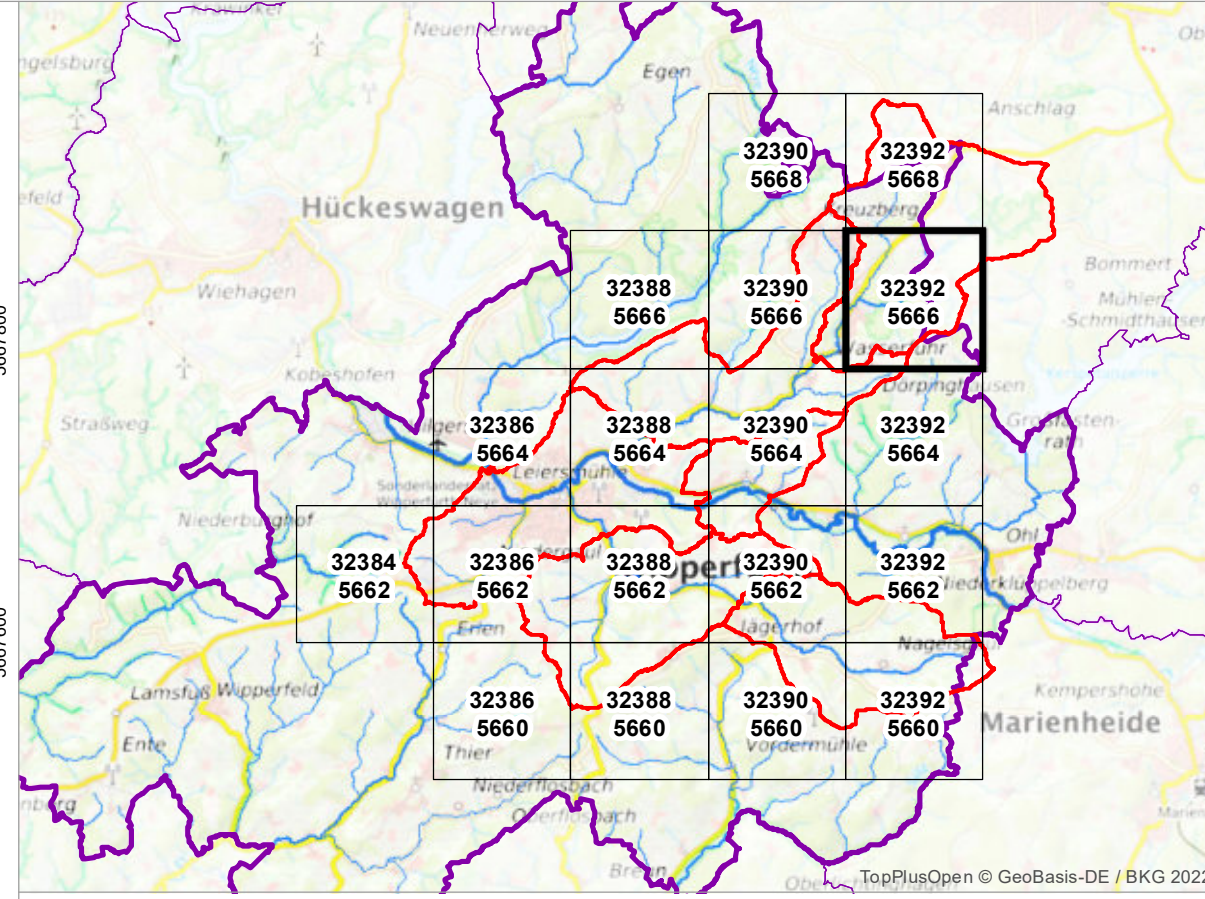 Neuen
erweg
Egen
Anschlag
32390
5668
32392
5668
Hückeswagen
reuzberg
Wiehagen
32388
5666
32390
5666
32392
5666
Bommert
Mühlen
-Schmidthausen
Kobeshofen
Dörpinghausen
Straßweg
32386
5664
32388
5664
32390
5664
32392
5664
Leiersmühle
Niederburghof
Ohl
32384
5662
32386
5662
32388
5662
32390
5662
32392
5662
Niederklüppelberg
Erlen
Jägerhof
Lamsfuß
Wipperfeld
Kempershöhe
32386
5660
32388
5660
32390
5660
32392
5660
Marienheide
Ente
Thier
Vordermühle
Niederflosbach
Oberflosbach
TopPlusOpen © GeoBasis-DE / BKG 2022